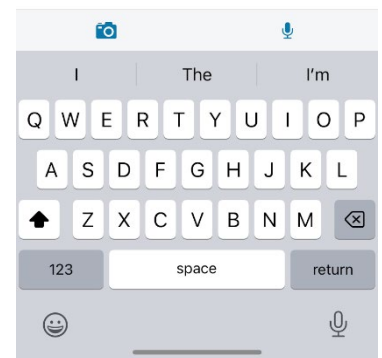 I The I'm
Q W E R T Y U I O P
A S D F G H J K L
Z X C V B N M
123 space return